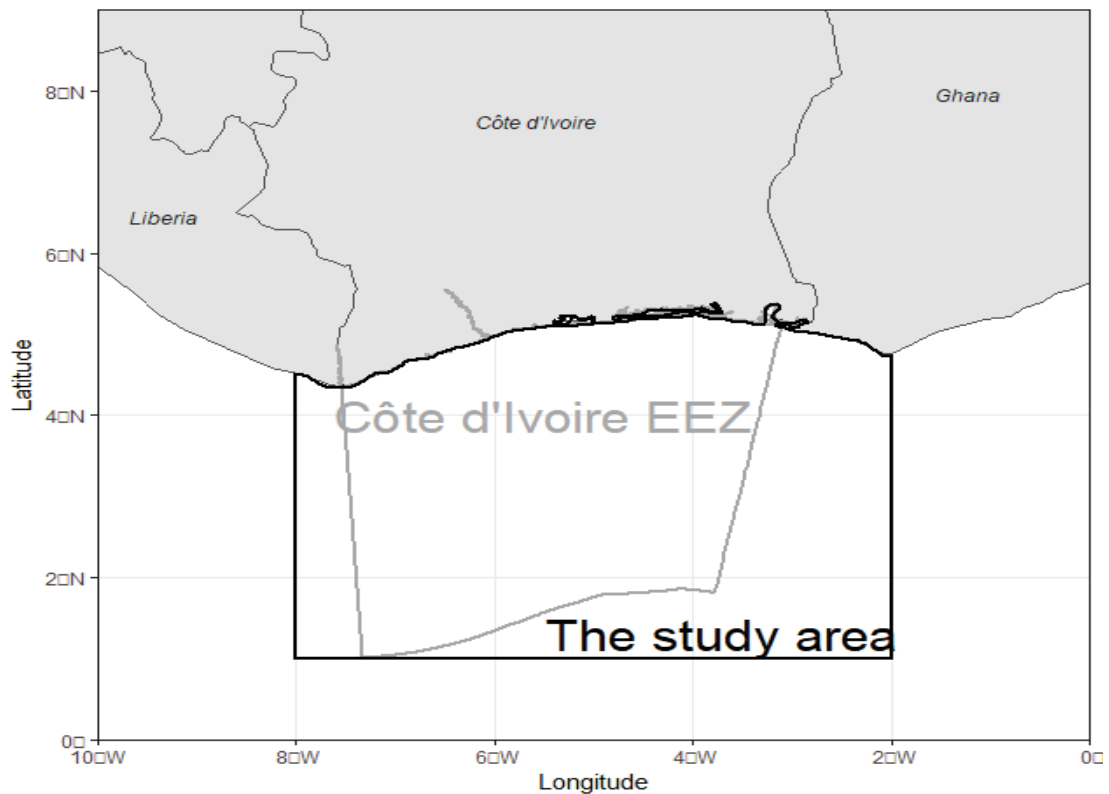 8□N
Ghana
Côte d'Ivoire
Liberia
6□N
Latitude
4□N
Côte d'Ivoire EEZ
2□N
The study area
0□
10□W 8□W 6□W 4□W 2□W 0□
Longitude